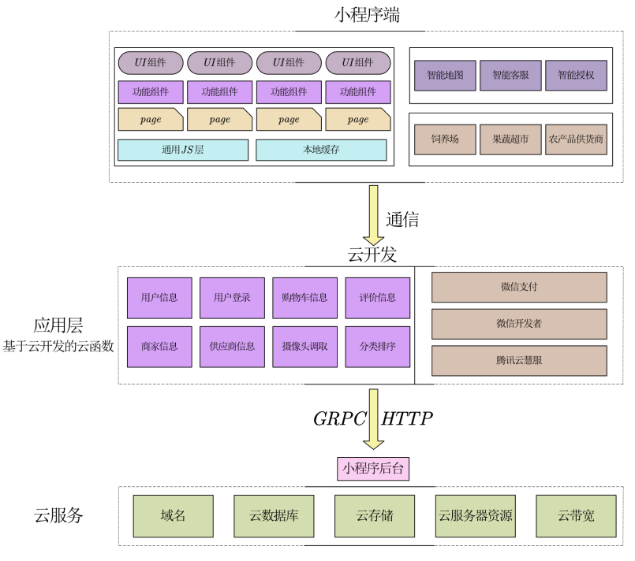 小程序端
UI组件 UI组件 UI组件 UI组件
功能组件 功能组件 功能组件 功能组件
page page page page
通用JS层 本地缓存
智能地图 智能客服 智能授权
饲养场 果蔬超市 农产品供货商
通信
云开发
应用层
基于云开发的云函数
用户信息 用户登录 购物车信息 评价信息
商家信息 供应商信息 摄像头调取 分类排序
微信支付
微信开发者
腾讯云慧服
GRPC HTTP
小程序后台
云服务
域名 云数据库 云存储 云服务器资源 云带宽